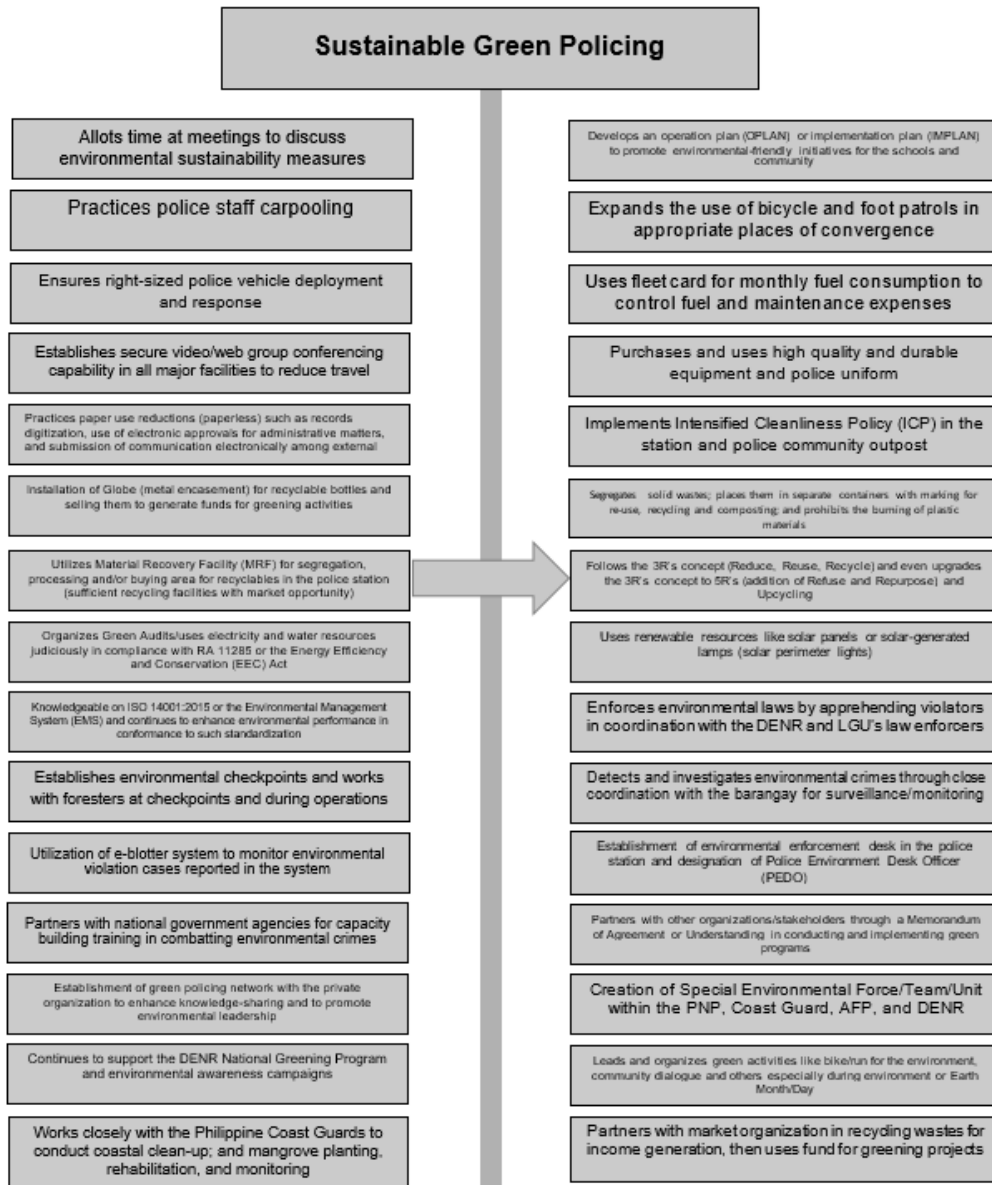 Sustainable Green Policing
Allots time at meetings to discuss
environmental sustainability measures
Develops an operation plan (OPLAN) or implementation plan (IMPLAN)
to promote environmental-friendly initiatives for the schools and
community
Practices police staff carpooling
Expands the use of bicycle and foot patrols in
appropriate places of convergence
Ensures right-sized police vehicle deployment
and response
Uses fleet card for monthly fuel consumption to
control fuel and maintenance expenses
Establishes secure video/web group conferencing
capability in all major facilities to reduce travel
Purchases and uses high quality and durable
equipment and police uniform
Practices paper use reductions (paperless) such as records
digitization, use of electronic approvals for administrative matters,
and submission of communication electronically among external
Implements Intensified Cleanliness Policy (ICP) in the
station and police community outpost
Installation of Globe (metal encasement) for recyclable bottles and
selling them to generate funds for greening activities
Segregates solid wastes; places them in separate containers with marking for
re-use, recycling and composting; and prohibits the burning of plastic
materials
Utilizes Material Recovery Facility (MRF) for segregation,
processing and/or buying area for recyclables in the police station
(sufficient recycling facilities with market opportunity)
Follows the 3R's concept (Reduce, Reuse, Recycle) and even upgrades
the 3R's concept to 5R's (addition of Refuse and Repurpose) and
Upcycling
Organizes Green Audits/uses electricity and water resources
judiciously in compliance with RA 11285 or the Energy Efficiency
and Conservation (EEC) Act
Uses renewable resources like solar panels or solar-generated
lamps (solar perimeter lights)
Knowledgeable on ISO 14001:2015 or the Environmental Management
System (EMS) and continues to enhance environmental performance in
conformance to such standardization
Enforces environmental laws by apprehending violators
in coordination with the DENR and LGU's law enforcers
Establishes environmental checkpoints and works
with foresters at checkpoints and during operations
Detects and investigates environmental crimes through close
coordination with the barangay for surveillance/monitoring
Utilization of e-blotter system to monitor environmental
violation cases reported in the system
Establishment of environmental enforcement desk in the police
station and designation of Police Environment Desk Officer
(PEDO)
Partners with national government agencies for capacity
building training in combatting environmental crimes
Partners with other organizations/stakeholders through a Memorandum
of Agreement or Understanding in conducting and implementing green
programs
Establishment of green policing network with the private
organization to enhance knowledge-sharing and to promote
environmental leadership
Creation of Special Environmental Force/Team/Unit
within the PNP, Coast Guard, AFP, and DENR
Continues to support the DENR National Greening Program
and environmental awareness campaigns
Leads and organizes green activities like bike/run for the environment,
community dialogue and others especially during environment or Earth
Month/Day
Works closely with the Philippine Coast Guards to
conduct coastal clean-up; and mangrove planting,
rehabilitation, and monitoring
Partners with market organization in recycling wastes for
income generation, then uses fund for greening projects